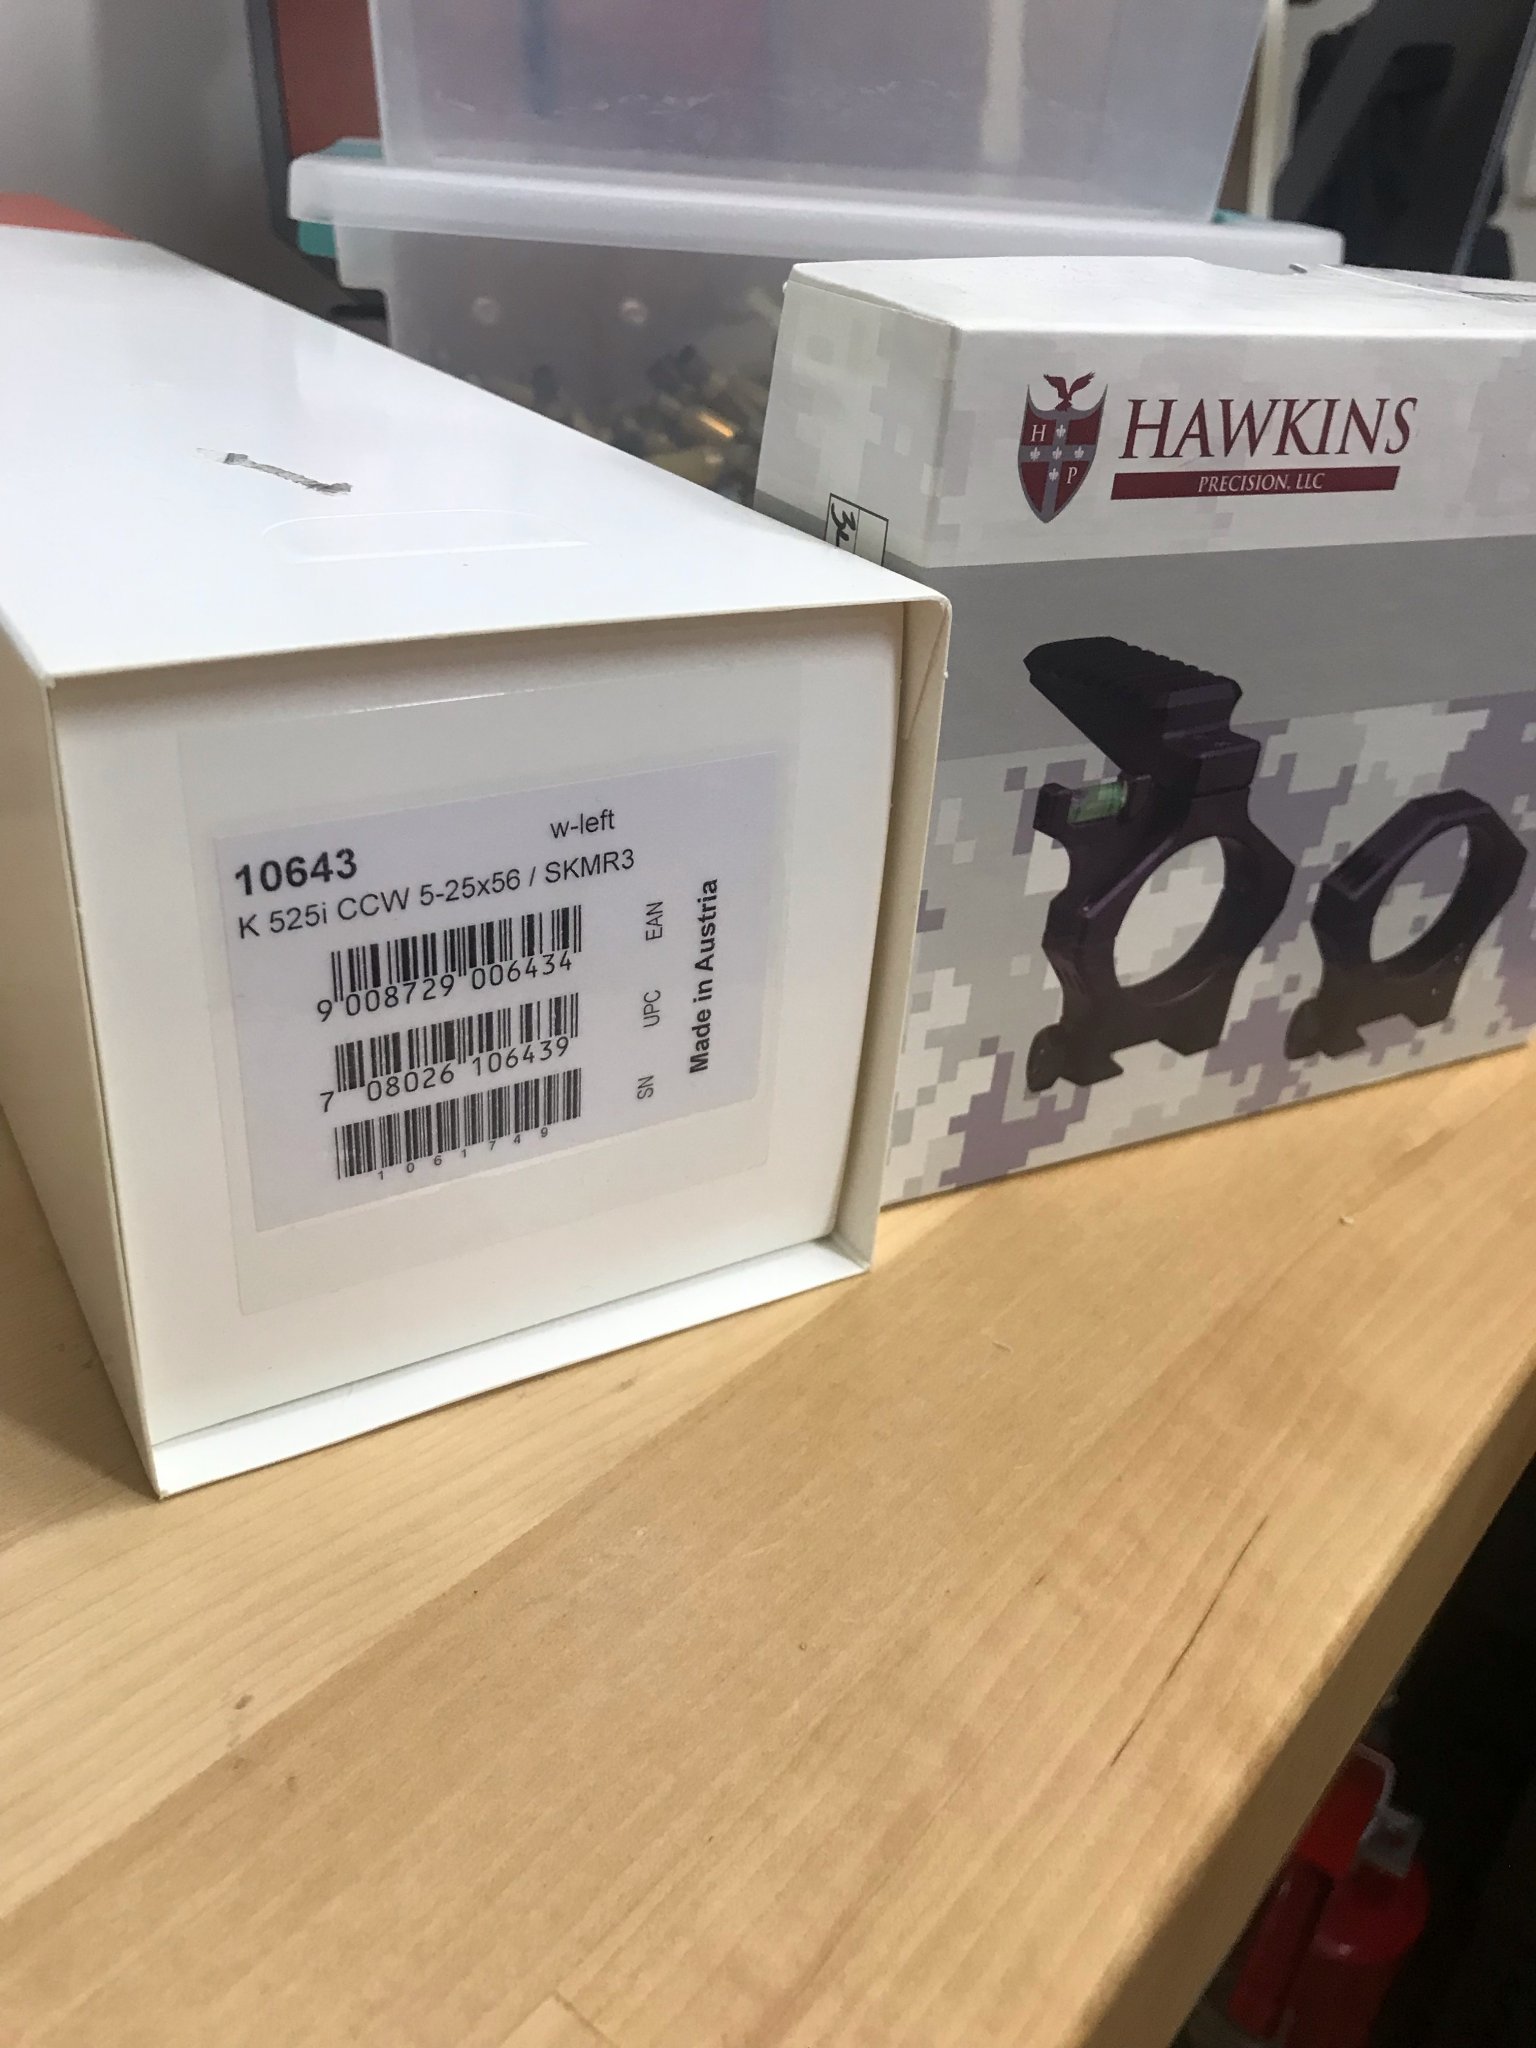 w-left
10643
K 525i CCW 5-25x56 / SKMR3
9 008729 006434
EAN
7 08026 106439
UPC
1061749
SN
Made in Austria
HAWKINS
PRECISION, LLC
H
P